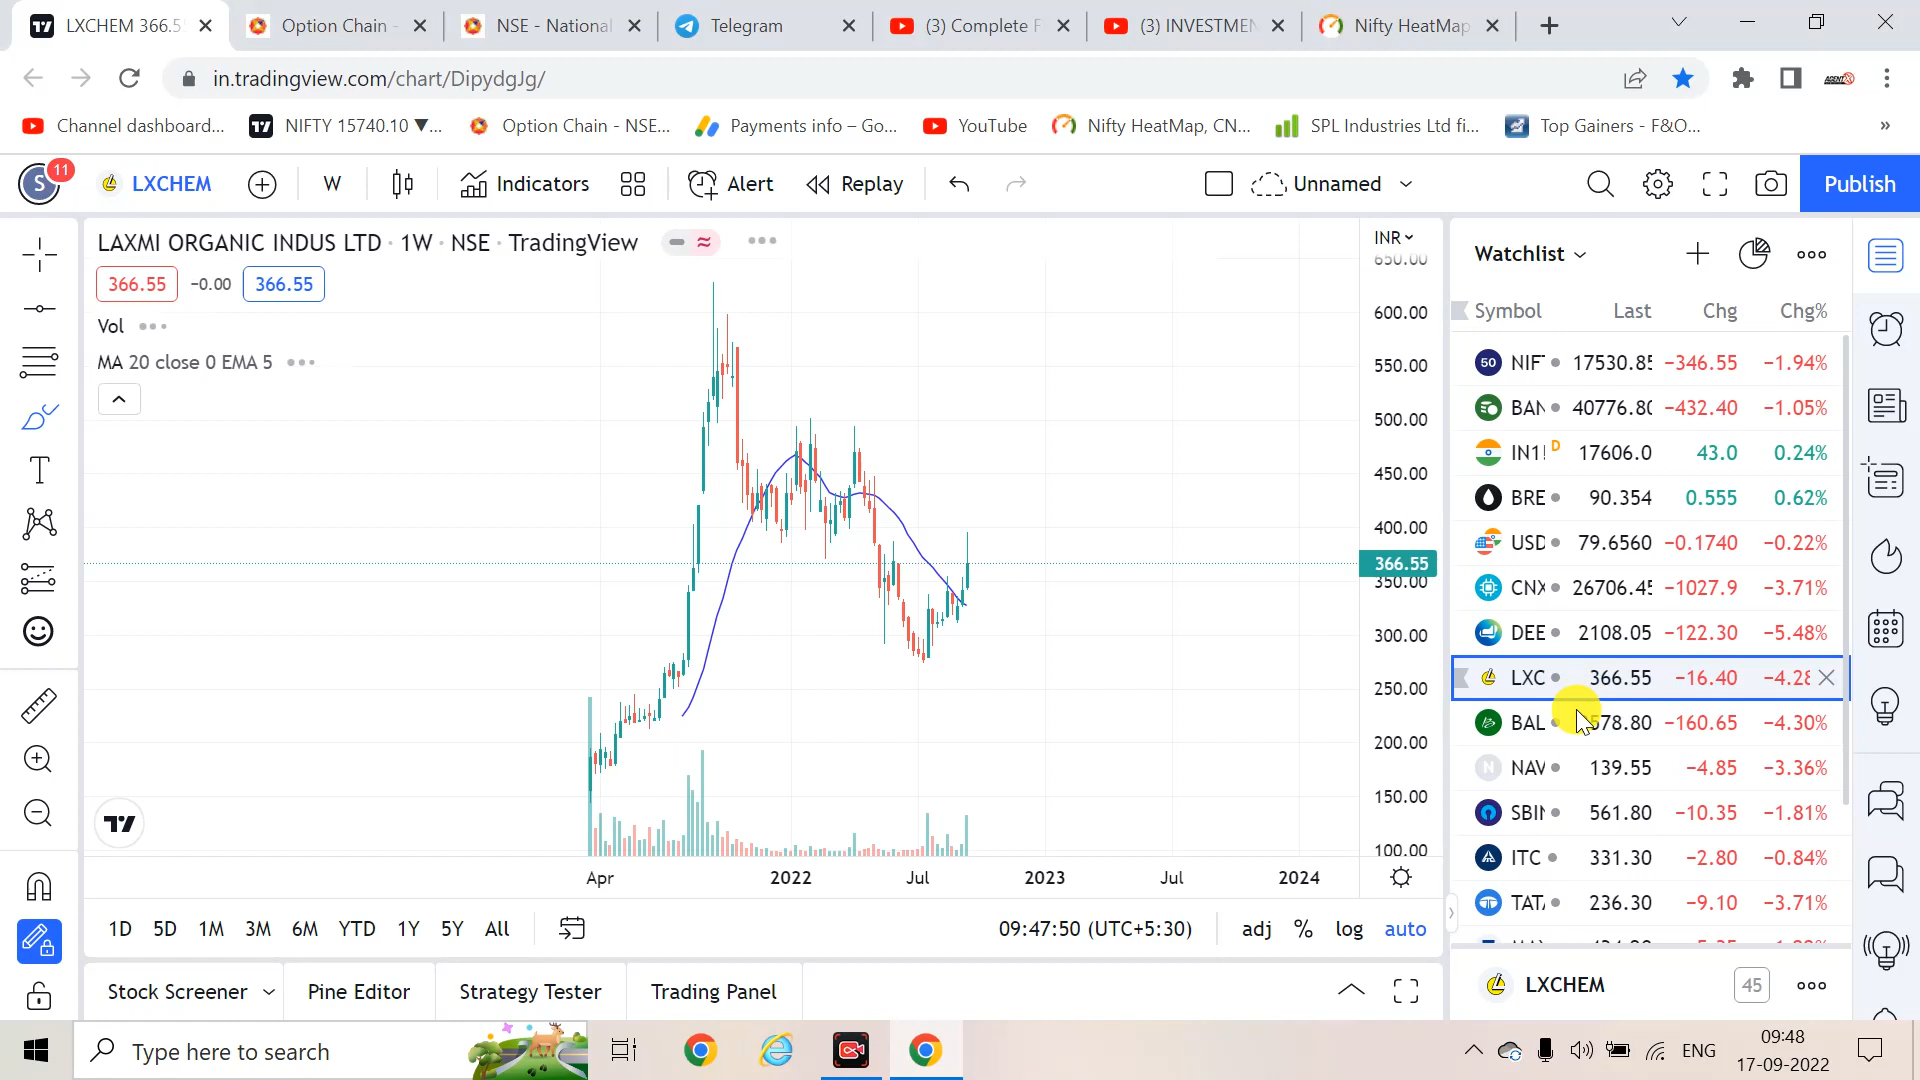 LXCHEM 366.5
Option Chain -
NSE - National
Telegram
(3) Complete F
(3) INVESTMEN
Nifty HeatMap
in.tradingview.com/chart/DipydgJg/
Channel dashboard...
NIFTY 15740.10 ▼...
Option Chain - NSE...
Payments info – Go...
YouTube
Nifty HeatMap, CN...
SPL Industries Ltd fi...
Top Gainers - F&O...
»
S
11
LXCHEM
W
Indicators
Alert
Replay
Unnamed
Publish
LAXMI ORGANIC INDUS LTD · 1W · NSE · TradingView
366.55
−0.00
366.55
Vol
MA 20 close 0 EMA 5
INR
650.00
600.00
550.00
500.00
450.00
400.00
366.55
350.00
300.00
250.00
200.00
150.00
100.00
Apr
2022
Jul
2023
Jul
2024
1D 5D 1M 3M 6M YTD 1Y 5Y All
09:47:50 (UTC+5:30)
adj % log auto
Stock Screener
Pine Editor
Strategy Tester
Trading Panel
Watchlist
Symbol Last Chg Chg%
50 NIF 17530.85 −346.55 −1.94%
BAN 40776.80 −432.40 −1.05%
IN1! D 17606.0 43.0 0.24%
BRE 90.354 0.555 0.62%
USD 79.6560 −0.1740 −0.22%
CNX 26706.45 −1027.9 −3.71%
DEE 2108.05 −122.30 −5.48%
LXC 366.55 −16.40 −4.28
BAL 578.80 −160.65 −4.30%
N NAV 139.55 −4.85 −3.36%
SBIN 561.80 −10.35 −1.81%
ITC 331.30 −2.80 −0.84%
TATA 236.30 −9.10 −3.71%
LXCHEM
45
Type here to search
ENG
09:48
17-09-2022